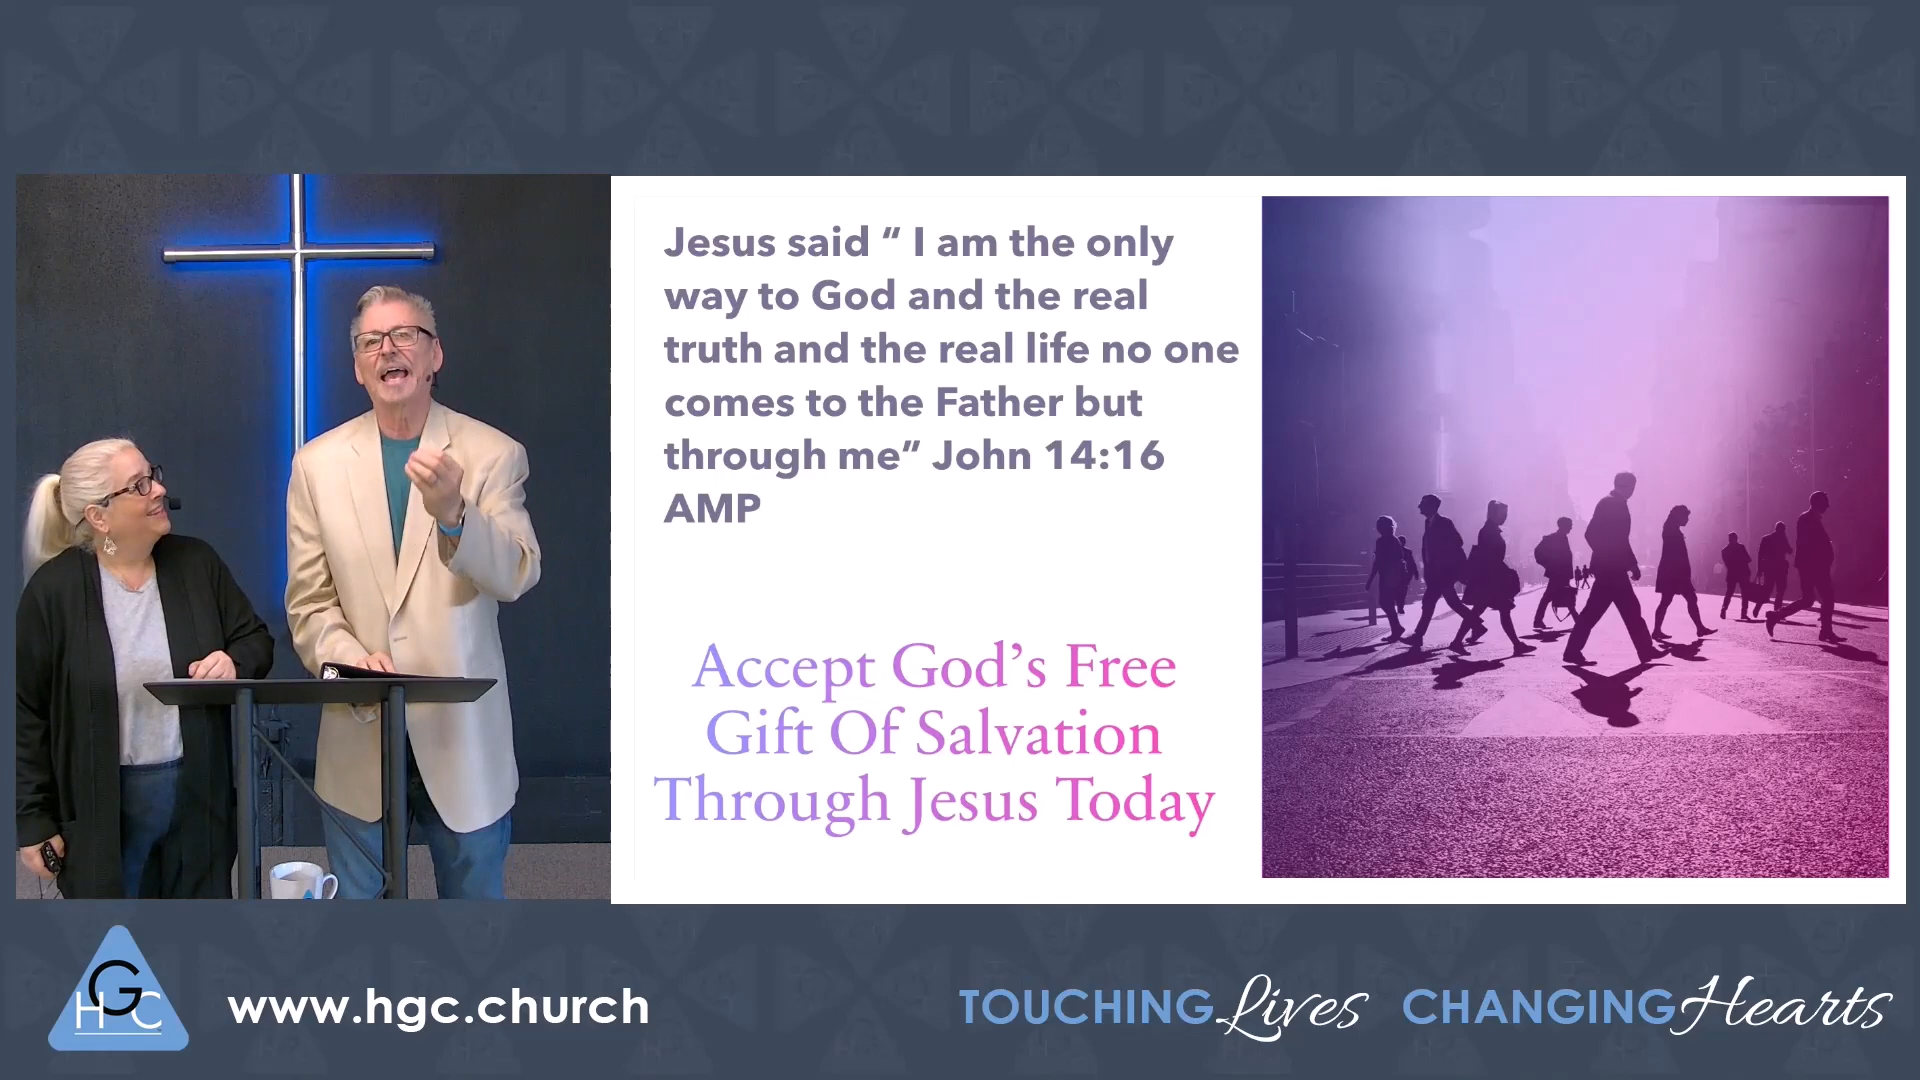 Jesus said “ I am the only
way to God and the real
truth and the real life no one
comes to the Father but
through me” John 14:16
AMP
Accept God’s Free
Gift Of Salvation
Through Jesus Today
HGC
www.hgc.church
TOUCHING Lives CHANGING Hearts